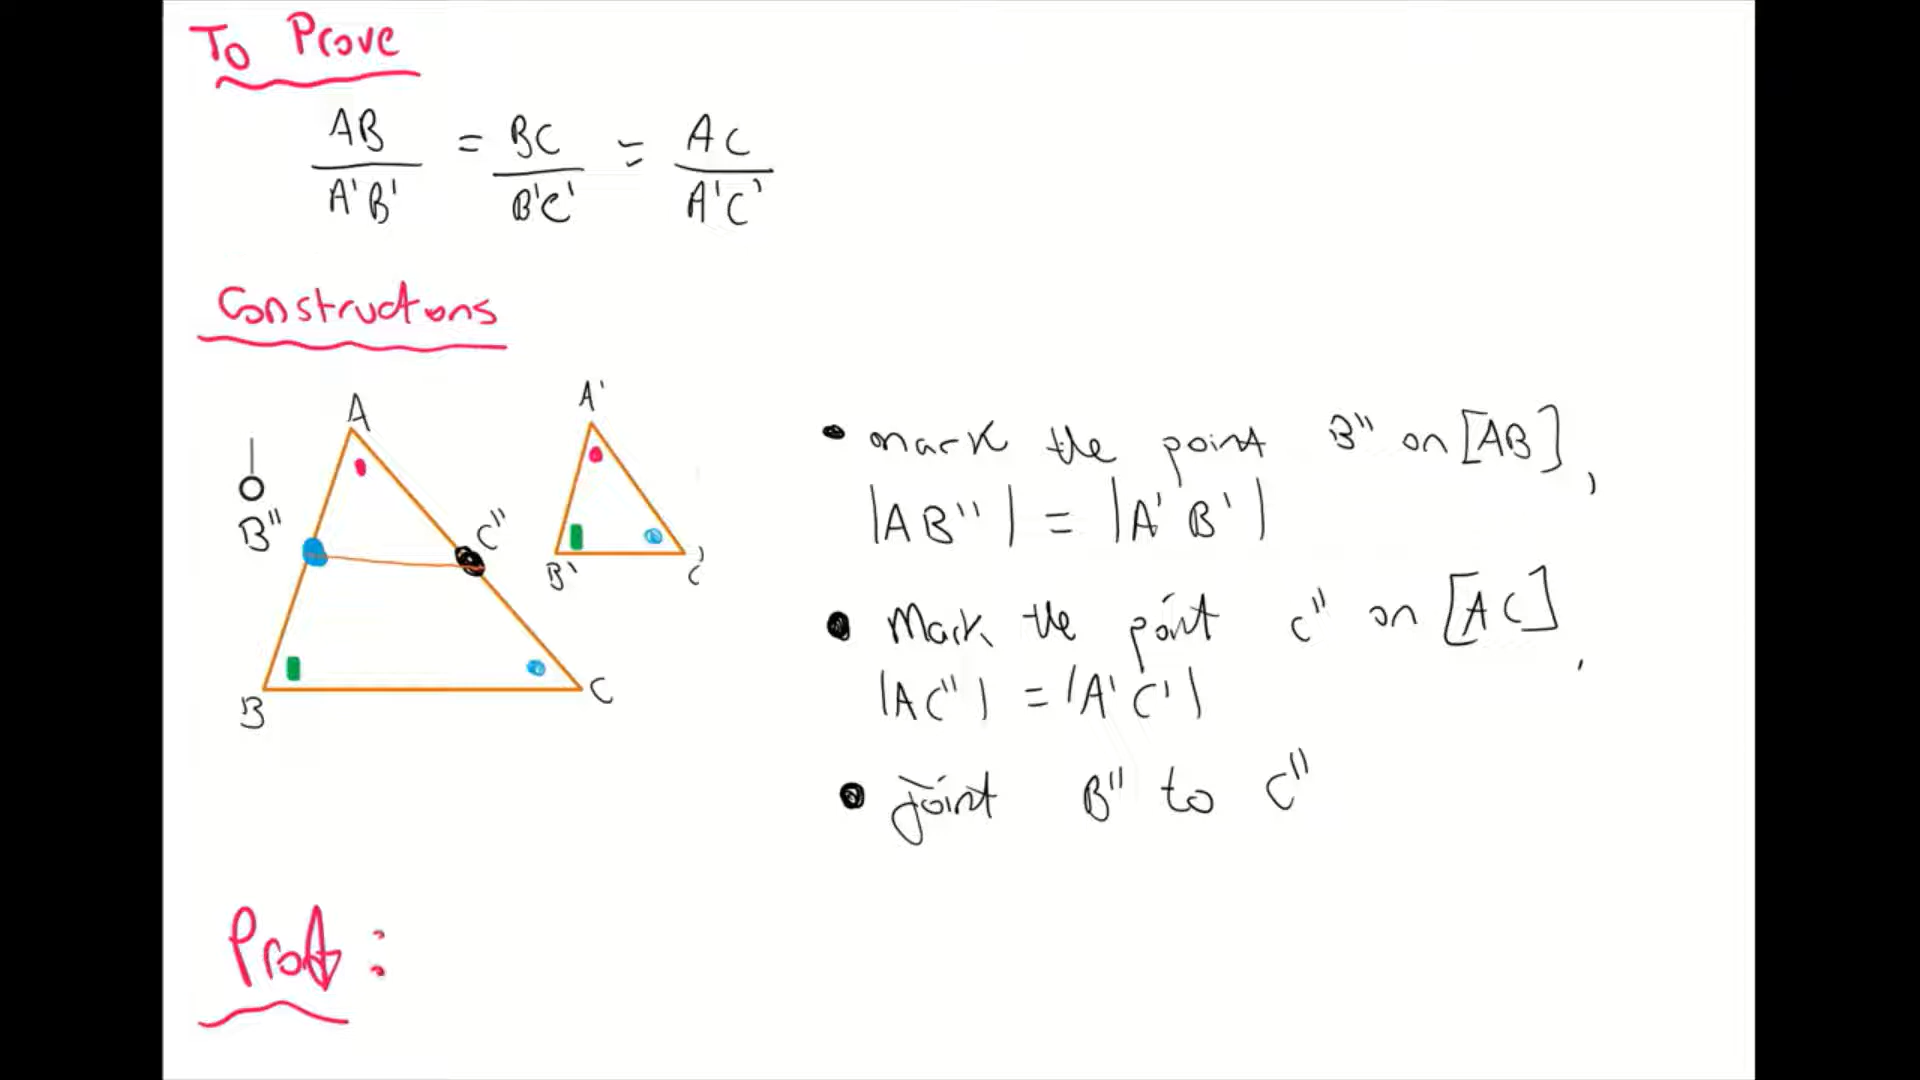 To Prove
AB/A'B' = BC/B'C' = AC/A'C'
Constructions
A
A'
B''
C''
B'
C'
B
C
• mark the point B'' on [AB],
|AB''| = |A'B'|
• Mark the point C'' on [AC],
|AC''| = |A'C'|
• joint B'' to C''
Proof: